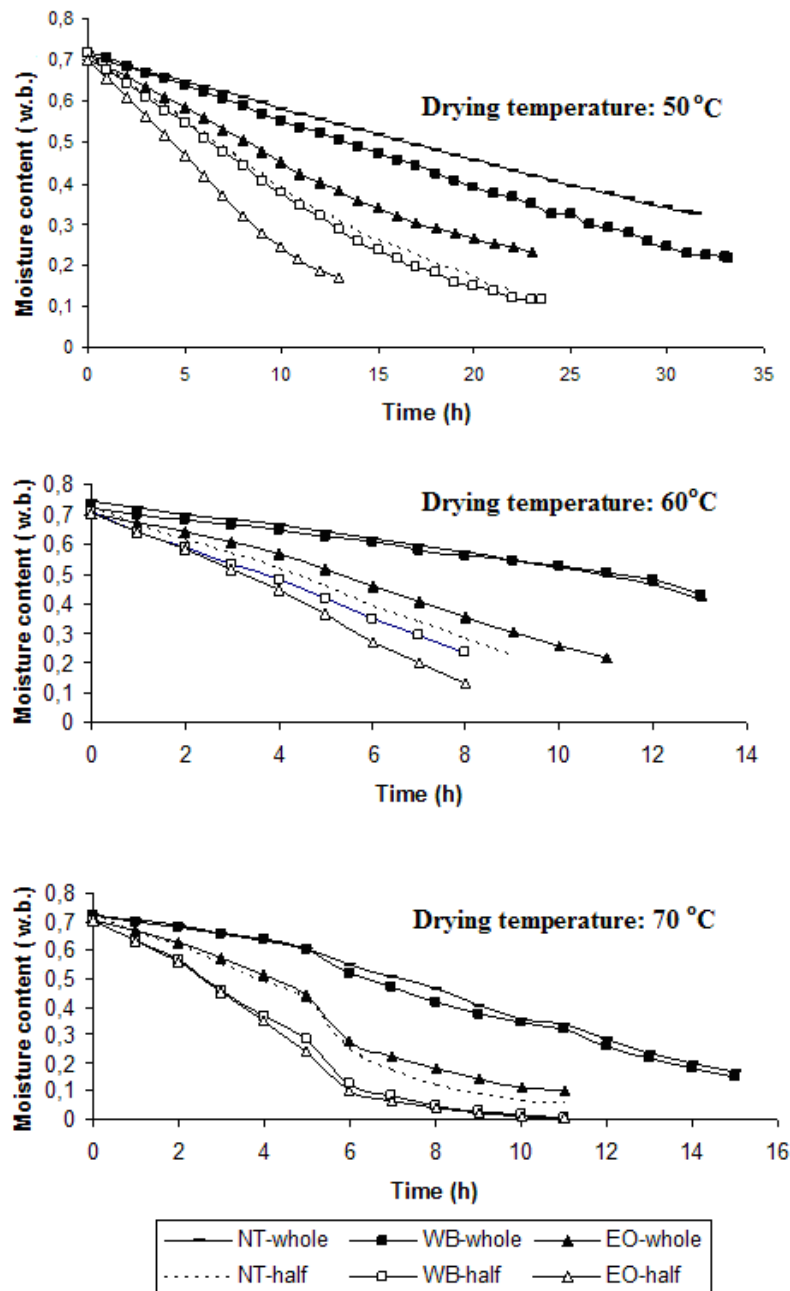 0,8
0,7
0,6
0,5
0,4
0,3
0,2
0,1
0
Moisture content ( w.b.)
Drying temperature: 50 °C
0 5 10 15 20 25 30 35
Time (h)
0,8
0,7
0,6
0,5
0,4
0,3
0,2
0,1
0
Moisture content ( w.b.)
Drying temperature: 60°C
0 2 4 6 8 10 12 14
Time (h)
0,8
0,7
0,6
0,5
0,4
0,3
0,2
0,1
0
Moisture content ( w.b.)
Drying temperature: 70 °C
0 2 4 6 8 10 12 14 16
Time (h)
NT-whole WB-whole EO-whole
NT-half WB-half EO-half